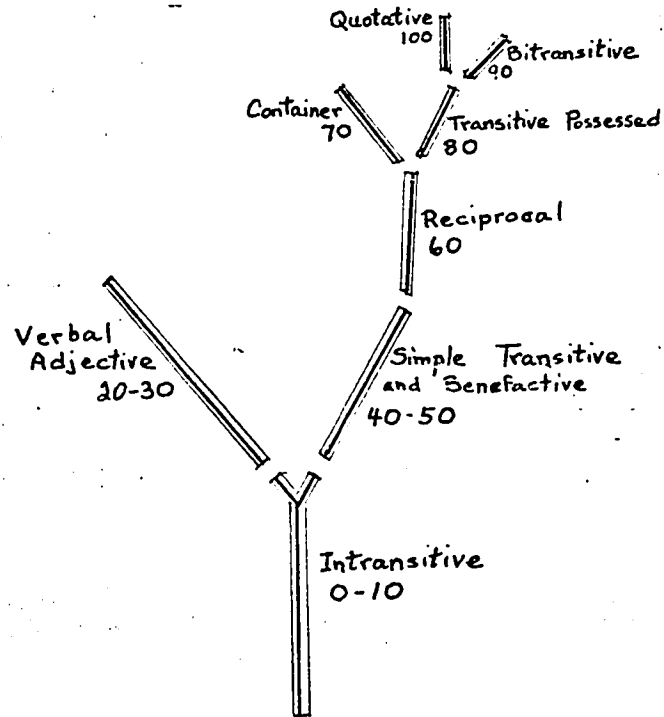 Quotative
100
Bitransitive
90
Container
70
Transitive Possessed
80
Reciprocal
60
Verbal
Adjective
20-30
Simple Transitive
and Benefactive
40-50
Intransitive
0-10